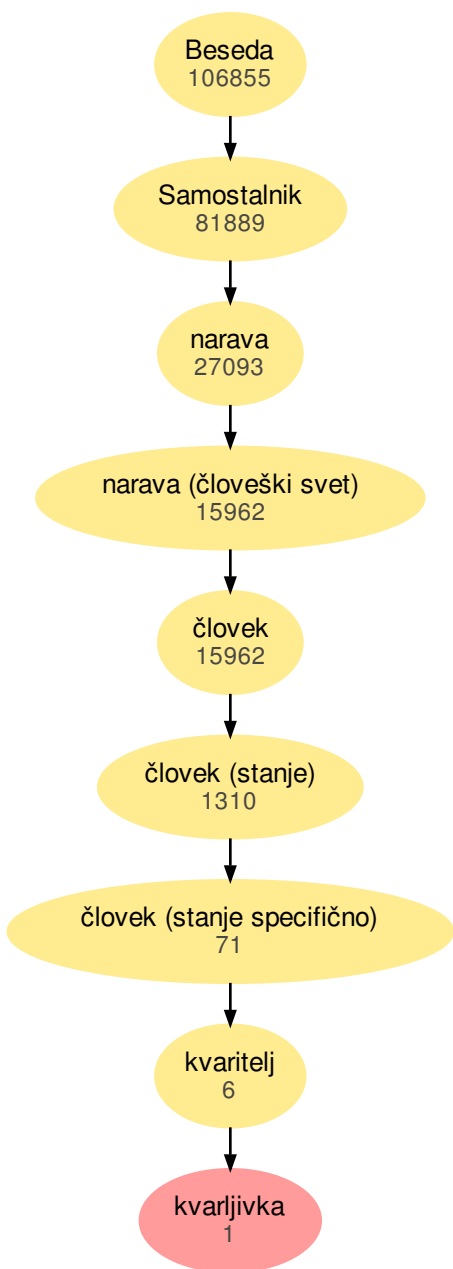 Beseda
106855
Samostalnik
81889
narava
27093
narava (človeški svet)
15962
človek
15962
človek (stanje)
1310
človek (stanje specifično)
71
kvaritelj
6
kvarljivka
1